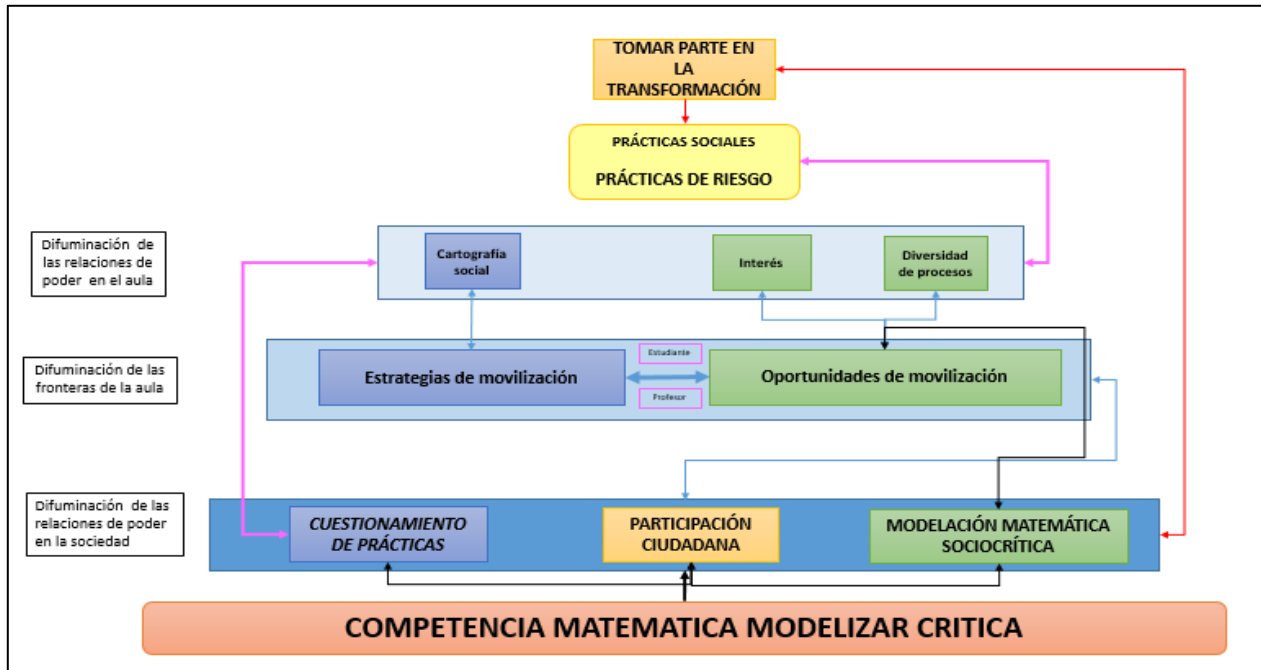 TOMAR PARTE EN
LA
TRANSFORMACIÓN
PRÁCTICAS SOCIALES
PRÁCTICAS DE RIESGO
Difuminación de
las relaciones de
poder en el aula
Cartografía
social
Interés
Diversidad
de procesos
Difuminación de las
fronteras de la aula
Estrategias de movilización
Estudiante
Profesor
Oportunidades de movilización
Difuminación de las
relaciones de poder
en la sociedad
CUESTIONAMIENTO
DE PRÁCTICAS
PARTICIPACIÓN
CIUDADANA
MODELACIÓN MATEMÁTICA
SOCIOCRÍTICA
COMPETENCIA MATEMATICA MODELIZAR CRITICA